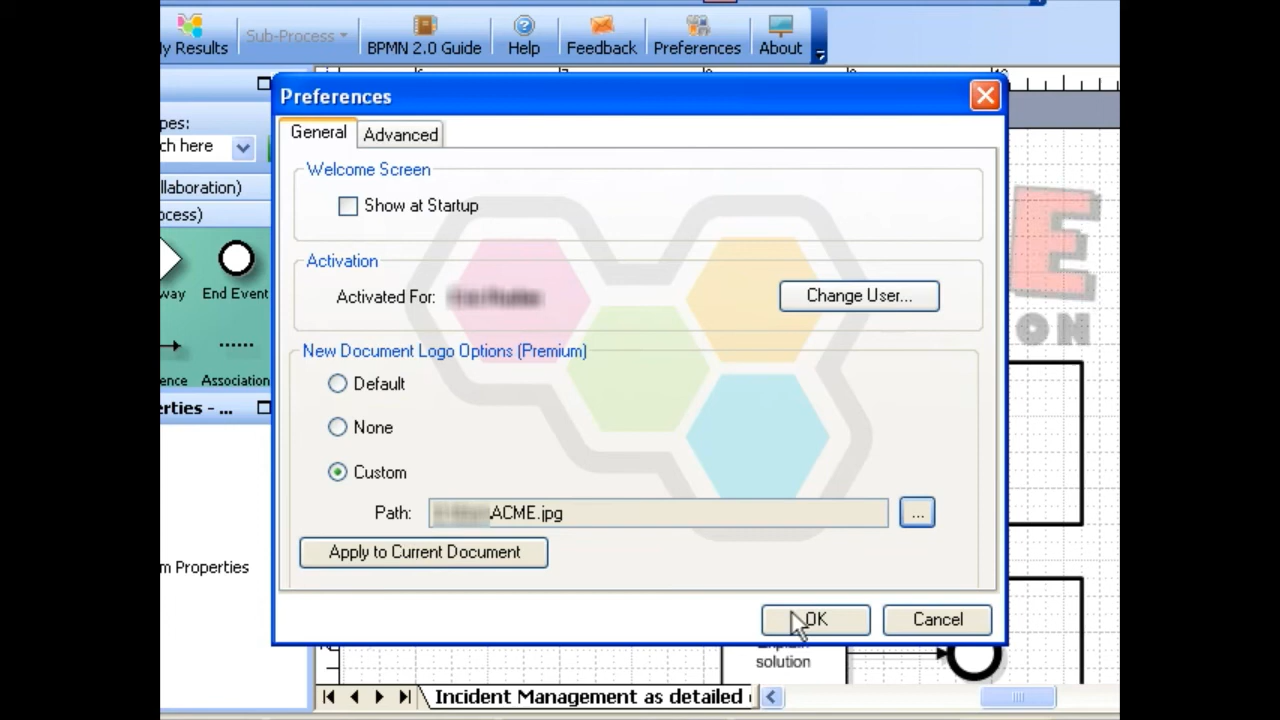 y Results
Sub-Process
BPMN 2.0 Guide
Help
Feedback
Preferences
About
Preferences
General
Advanced
Welcome Screen
Show at Startup
Activation
Activated For:
Change User...
New Document Logo Options (Premium)
Default
None
Custom
Path:
ACME.jpg
...
Apply to Current Document
OK
Cancel
pes:
ch here
llaboration)
ocess)
way
End Event
ence
Association
erties - ...
m Properties
E
ON
solution
Incident Management as detailed